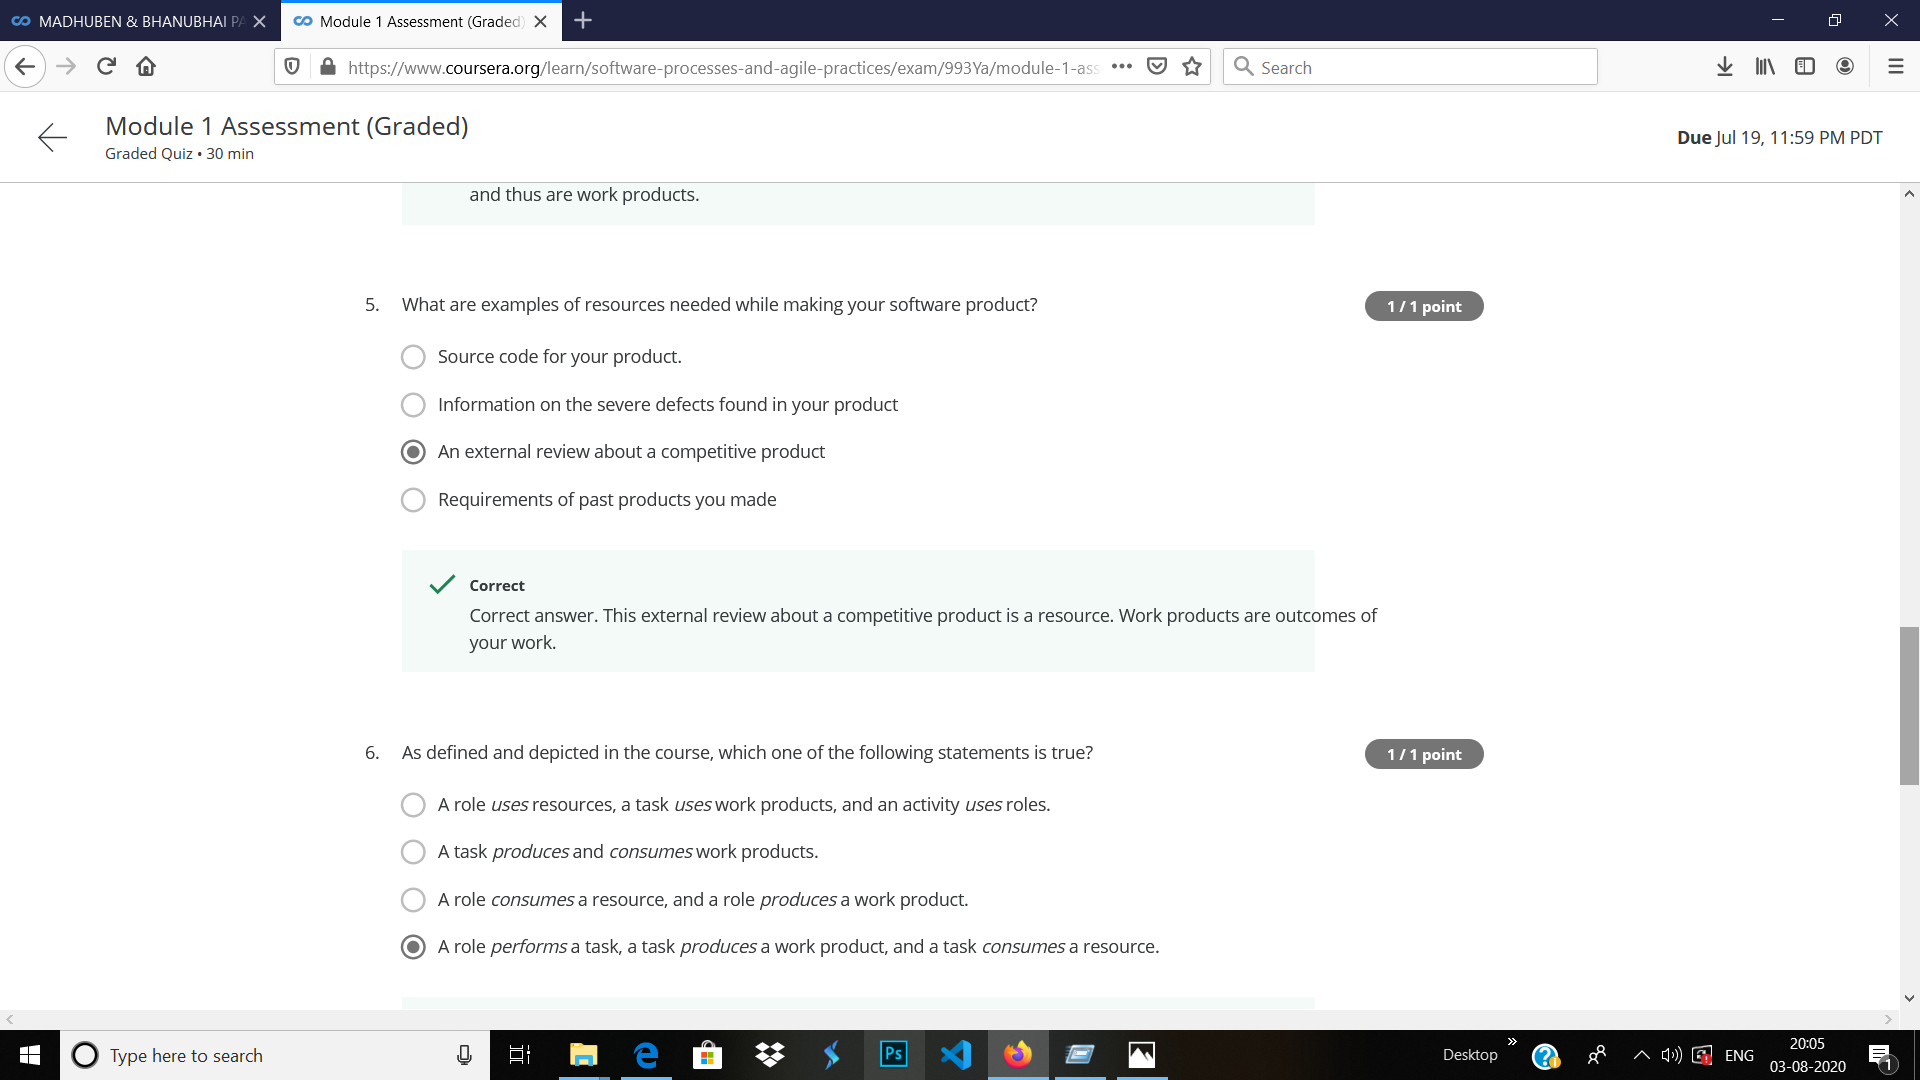 MADHUBEN & BHANUBHAI PA
Module 1 Assessment (Graded)
https://www.coursera.org/learn/software-processes-and-agile-practices/exam/993Ya/module-1-ass
Search
Module 1 Assessment (Graded)
Graded Quiz • 30 min
Due Jul 19, 11:59 PM PDT
and thus are work products.
5. What are examples of resources needed while making your software product?
1 / 1 point
Source code for your product.
Information on the severe defects found in your product
An external review about a competitive product
Requirements of past products you made
Correct
Correct answer. This external review about a competitive product is a resource. Work products are outcomes of
your work.
6. As defined and depicted in the course, which one of the following statements is true?
1 / 1 point
A role uses resources, a task uses work products, and an activity uses roles.
A task produces and consumes work products.
A role consumes a resource, and a role produces a work product.
A role performs a task, a task produces a work product, and a task consumes a resource.
Type here to search
Ps
Desktop
ENG
20:05
03-08-2020
1